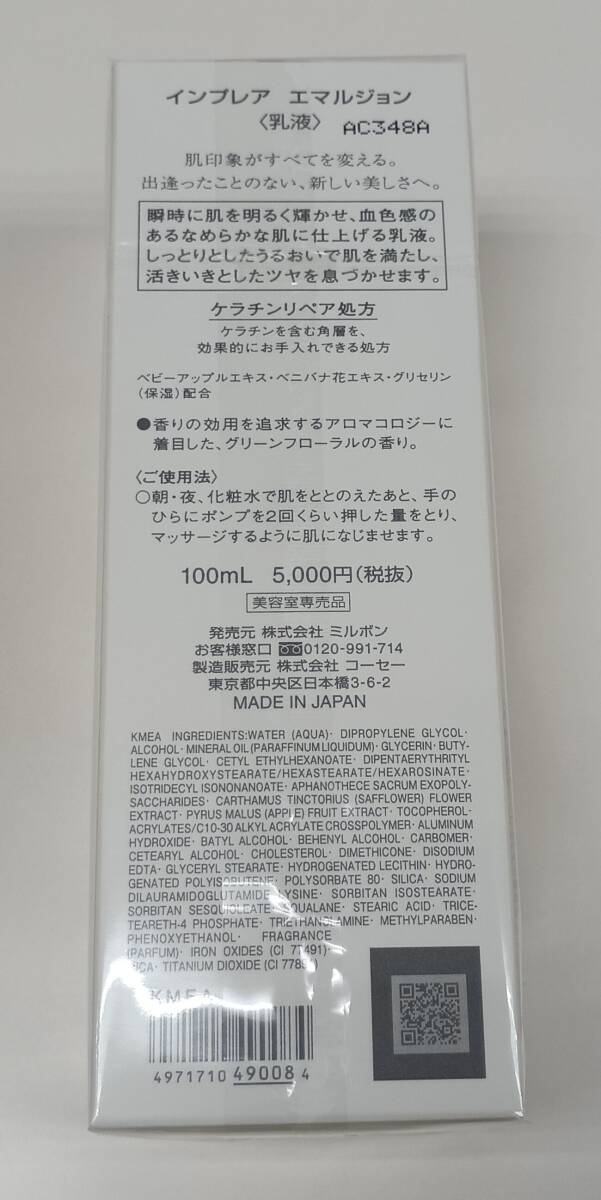 インプレア エマルジョン
〈乳液〉 AC348A
肌印象がすべてを変える。
出逢ったことのない、新しい美しさへ。
瞬時に肌を明るく輝かせ、血色感の
あるなめらかな肌に仕上げる乳液。
しっとりとしたうるおいで肌を満たし、
活きいきとしたツヤを息づかせます。
ケラチンリペア処方
ケラチンを含む角層を、
効果的にお手入れできる処方
ベビーアップルエキス・ベニバナ花エキス・グリセリン
（保湿）配合
●香りの効用を追求するアロマコロジーに
着目した、グリーンフローラルの香り。
〈ご使用法〉
○朝・夜、化粧水で肌をととのえたあと、手の
ひらにポンプを2回くらい押した量をとり、
マッサージするように肌になじませます。
100mL 5,000円（税抜）
美容室専売品
発売元 株式会社 ミルボン
お客様窓口 0120-991-714
製造販売元 株式会社 コーセー
東京都中央区日本橋3-6-2
MADE IN JAPAN
KMEA INGREDIENTS:WATER (AQUA)· DIPROPYLENE GLYCOL·
ALCOHOL· MINERAL OIL (PARAFFINUM LIQUIDUM)· GLYCERIN· BUTY-
LENE GLYCOL· CETYL ETHYLHEXANOATE· DIPENTAERYTHRITYL
HEXAHYDROXYSTEARATE/HEXASTEARATE/HEXAROSINATE·
ISOTRIDECYL ISONONANOATE· APHANOTHECE SACRUM EXOPOLY-
SACCHARIDES· CARTHAMUS TINCTORIUS (SAFFLOWER) FLOWER
EXTRACT· PYRUS MALUS (APPLE) FRUIT EXTRACT· TOCOPHEROL·
ACRYLATES/C10-30 ALKYL ACRYLATE CROSSPOLYMER· ALUMINUM
HYDROXIDE· BATYL ALCOHOL· BEHENYL ALCOHOL· CARBOMER·
CETEARYL ALCOHOL· CHOLESTEROL· DIMETHICONE· DISODIUM
EDTA· GLYCERYL STEARATE· HYDROGENATED LECITHIN· HYDRO-
GENATED POLYISOBUTENE· POLYSORBATE 80· SILICA· SODIUM
DILAURAMIDOGLUTAMIDE LYSINE· SORBITAN ISOSTEARATE·
SORBITAN SESQUIOLEATE· SQUALANE· STEARIC ACID· TRICE-
TEARETH-4 PHOSPHATE· TRIETHANOLAMINE· METHYLPARABEN·
PHENOXYETHANOL· FRAGRANCE
(PARFUM)· IRON OXIDES (CI 77491)·
MICA· TITANIUM DIOXIDE (CI 77891)
KMEA
4971710 49008 4